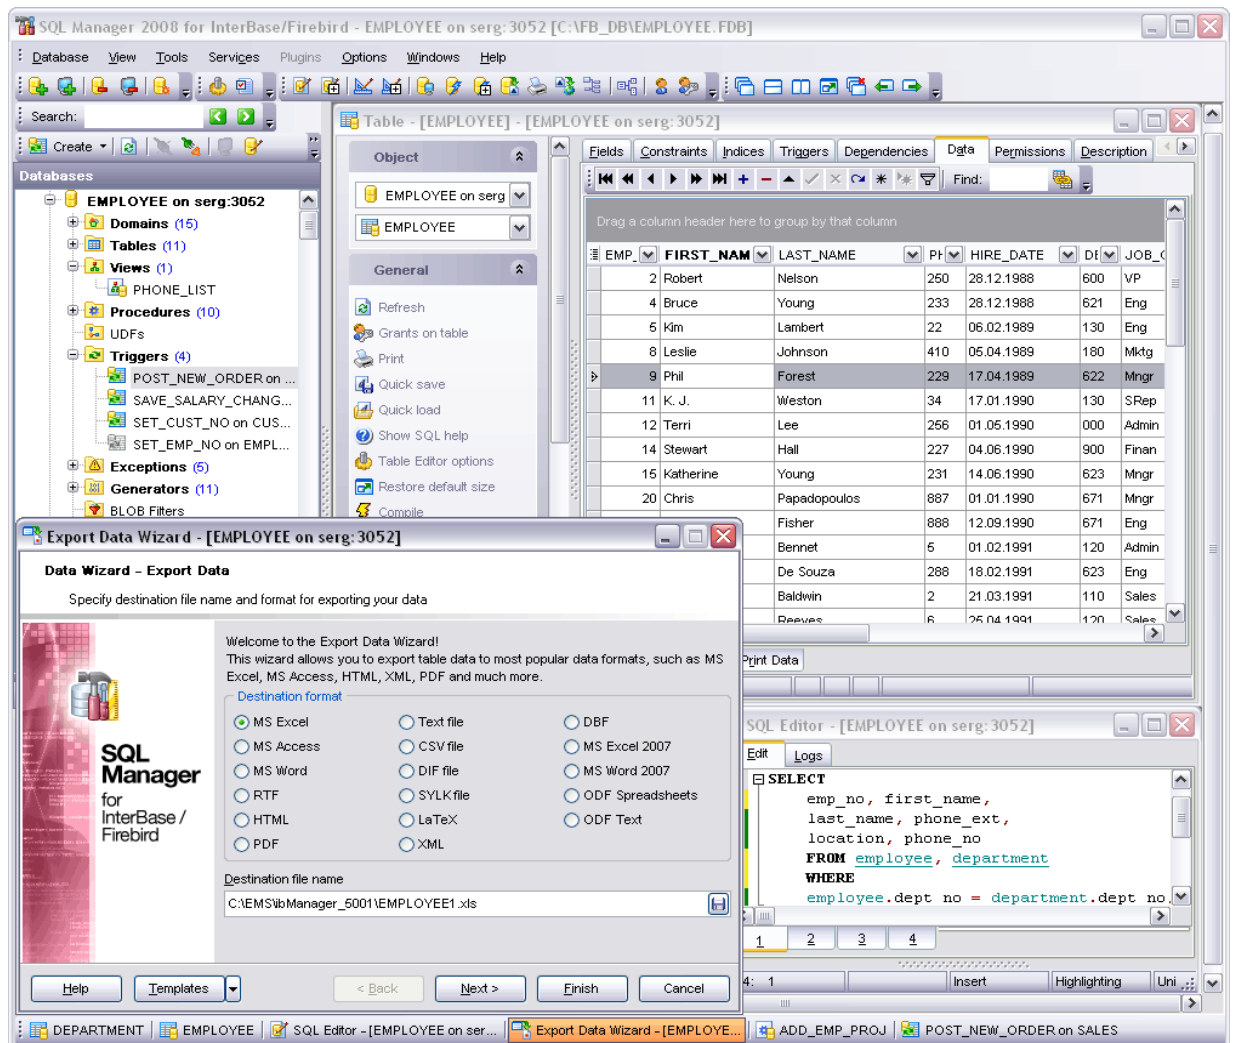 SQL Manager 2008 for InterBase/Firebird - EMPLOYEE on serg:3052 [C:\FB_DB\EMPLOYEE.FDB]
Database View Tools Services Plugins Options Windows Help
Search:
Create
Databases
EMPLOYEE on serg:3052
Domains (15)
Tables (11)
Views (1)
PHONE_LIST
Procedures (10)
UDFs
Triggers (4)
POST_NEW_ORDER on ...
SAVE_SALARY_CHANG...
SET_CUST_NO on CUS...
SET_EMP_NO on EMPL...
Exceptions (5)
Generators (11)
BLOB Filters
Table - [EMPLOYEE] - [EMPLOYEE on serg:3052]
Object
EMPLOYEE on serg
EMPLOYEE
General
Refresh
Grants on table
Print
Quick save
Quick load
Show SQL help
Table Editor options
Restore default size
Compile
Fields Constraints Indices Triggers Dependencies Data Permissions Description
Find:
Drag a column header here to group by that column
EMP_ FIRST_NAM LAST_NAME PH HIRE_DATE DE JOB_C
2 Robert Nelson 250 28.12.1988 600 VP
4 Bruce Young 233 28.12.1988 621 Eng
5 Kim Lambert 22 06.02.1989 130 Eng
8 Leslie Johnson 410 05.04.1989 180 Mktg
9 Phil Forest 229 17.04.1989 622 Mngr
11 K. J. Weston 34 17.01.1990 130 SRep
12 Terri Lee 256 01.05.1990 000 Admin
14 Stewart Hall 227 04.06.1990 900 Finan
15 Katherine Young 231 14.06.1990 623 Mngr
20 Chris Papadopoulos 887 01.01.1990 671 Mngr
Fisher 888 12.09.1990 671 Eng
Bennet 5 01.02.1991 120 Admin
De Souza 288 18.02.1991 623 Eng
Baldwin 2 21.03.1991 110 Sales
Reeves 6 25.04.1991 120 Sales
Print Data
Export Data Wizard - [EMPLOYEE on serg:3052]
Data Wizard - Export Data
Specify destination file name and format for exporting your data
SQL
Manager
for
InterBase /
Firebird
Welcome to the Export Data Wizard!
This wizard allows you to export table data to most popular data formats, such as MS
Excel, MS Access, HTML, XML, PDF and much more.
Destination format
MS Excel Text file DBF
MS Access CSV file MS Excel 2007
MS Word DIF file MS Word 2007
RTF SYLK file ODF Spreadsheets
HTML LaTeX ODF Text
PDF XML
Destination file name
C:\EMS\IbManager_5001\EMPLOYEE1.xls
Help Templates < Back Next > Finish Cancel
SQL Editor - [EMPLOYEE on serg:3052]
Edit Logs
SELECT
emp_no, first_name,
last_name, phone_ext,
location, phone_no
FROM employee, department
WHERE
employee.dept_no = department.dept_no
1 2 3 4
4: 1 Insert Highlighting Uni
DEPARTMENT EMPLOYEE SQL Editor - [EMPLOYEE on ser... Export Data Wizard - [EMPLOYE... ADD_EMP_PROJ POST_NEW_ORDER on SALES